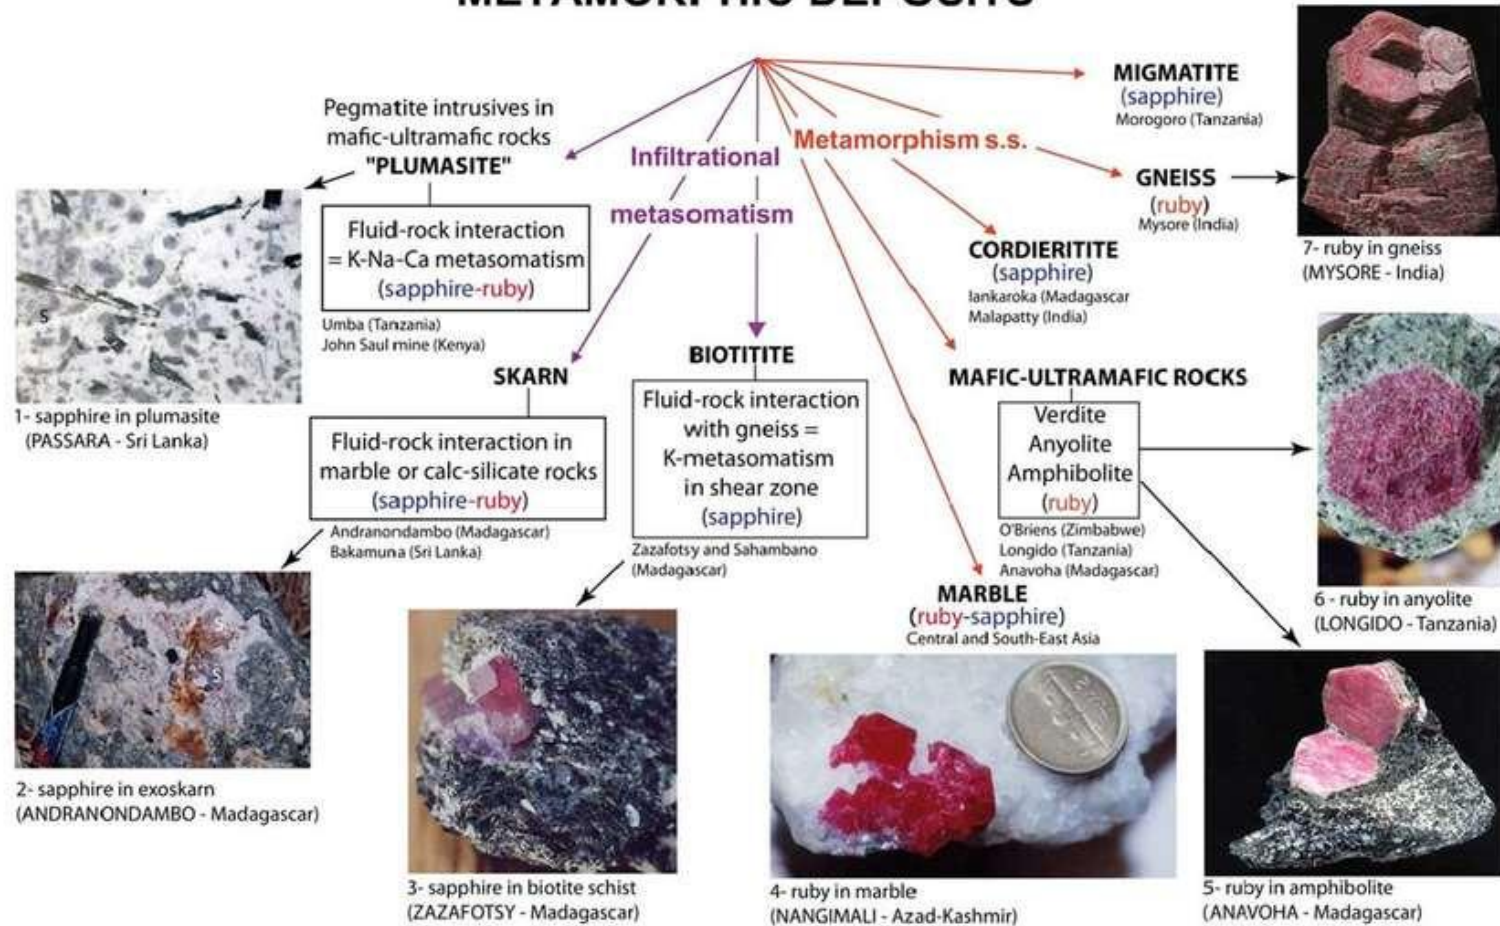 METAMORPHIC DEPOSITS
Pegmatite intrusives in
mafic-ultramafic rocks
"PLUMASITE"
Fluid-rock interaction
= K-Na-Ca metasomatism
(sapphire-ruby)
Umba (Tanzania)
John Saul mine (Kenya)
S
1- sapphire in plumasite
(PASSARA - Sri Lanka)
Infiltrational
metasomatism
SKARN
Fluid-rock interaction in
marble or calc-silicate rocks
(sapphire-ruby)
Andranondambo (Madagascar)
Bakamuna (Sri Lanka)
S
S
2- sapphire in exoskarn
(ANDRANONDAMBO - Madagascar)
BIOTITITE
Fluid-rock interaction
with gneiss =
K-metasomatism
in shear zone
(sapphire)
Zazafotsy and Sahambano
(Madagascar)
3- sapphire in biotite schist
(ZAZAFOTSY - Madagascar)
Metamorphism s.s.
MIGMATITE
(sapphire)
Morogoro (Tanzania)
GNEISS
(ruby)
Mysore (India)
7- ruby in gneiss
(MYSORE - India)
CORDIERITITE
(sapphire)
Iankaroka (Madagascar
Malapatty (India)
MAFIC-ULTRAMAFIC ROCKS
Verdite
Anyolite
Amphibolite
(ruby)
O'Briens (Zimbabwe)
Longido (Tanzania)
Anavoha (Madagascar)
6 - ruby in anyolite
(LONGIDO - Tanzania)
MARBLE
(ruby-sapphire)
Central and South-East Asia
4- ruby in marble
(NANGIMALI - Azad-Kashmir)
5- ruby in amphibolite
(ANAVOHA - Madagascar)